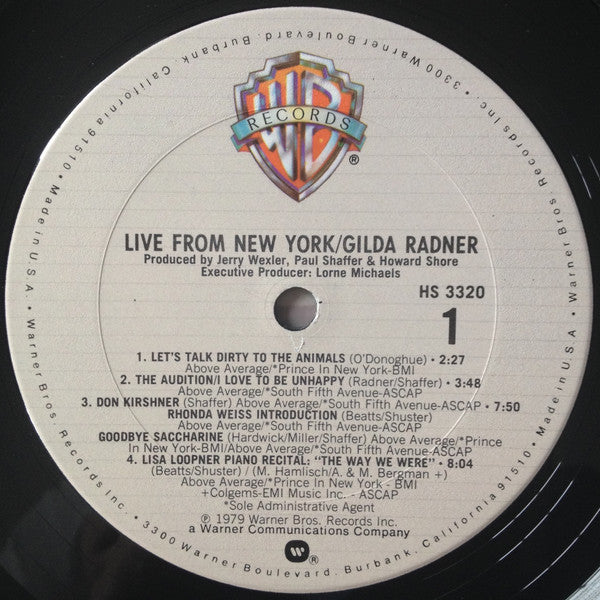 3300 Warner Boulevard, Burbank, California 91510 • Made in U.S.A. • Warner Bros. Records Inc. • 3300 Warner Boulevard, Burbank, California 91510 • Made in U.S.A. • Warner Bros. Records Inc. •
WB
RECORDS
®
LIVE FROM NEW YORK/GILDA RADNER
Produced by Jerry Wexler, Paul Shaffer & Howard Shore
Executive Producer: Lorne Michaels
HS 3320
1
1. LET'S TALK DIRTY TO THE ANIMALS (O'Donoghue) • 2:27
Above Average/*Prince In New York-BMI
2. THE AUDITION/I LOVE TO BE UNHAPPY (Radner/Shaffer) • 3:48
Above Average/*South Fifth Avenue-ASCAP
3. DON KIRSHNER (Shaffer) Above Average/*South Fifth Avenue-ASCAP • 7:50
RHONDA WEISS INTRODUCTION (Beatts/Shuster)
Above Average/*South Fifth Avenue-ASCAP
GOODBYE SACCHARINE (Hardwick/Miller/Shaffer) Above Average/*Prince
In New York-BMI/Above Average/*South Fifth Avenue-ASCAP
4. LISA LOOPNER PIANO RECITAL: "THE WAY WE WERE" • 8:04
(Beatts/Shuster) / (M. Hamlisch/A. & M. Bergman +)
Above Average/*Prince In New York - BMI
+Colgems-EMI Music Inc. - ASCAP
*Sole Administrative Agent
℗ 1979 Warner Bros. Records Inc.
a Warner Communications Company
®